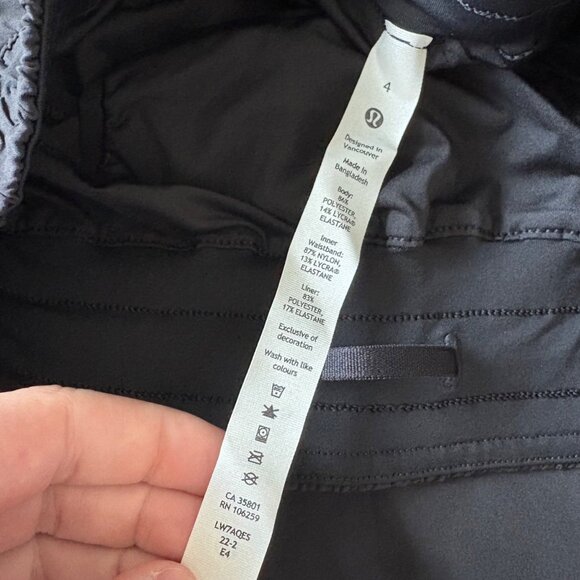 4
Designed in
Vancouver
Made in
Bangladesh
Body:
86%
POLYESTER,
14% LYCRA®
ELASTANE
Inner
Waistband:
87% NYLON,
13% LYCRA®
ELASTANE
Liner:
83%
POLYESTER,
17% ELASTANE
Exclusive of
decoration
Wash with like
colours
CA 35801
RN 106259
LW7AQES
22-2
E4